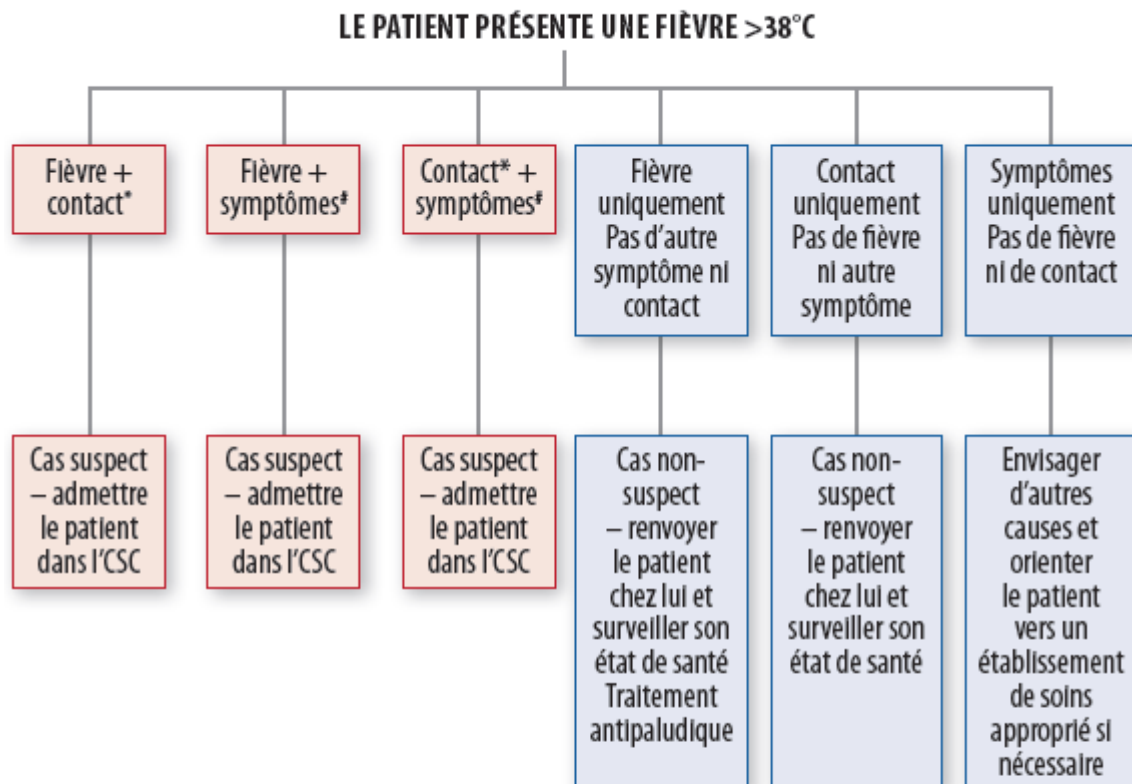 LE PATIENT PRÉSENTE UNE FIÈVRE >38°C
Fièvre +
contact*
Fièvre +
symptômes#
Contact* +
symptômes#
Fièvre
uniquement
Pas d'autre
symptôme ni
contact
Contact
uniquement
Pas de fièvre
ni autre
symptôme
Symptômes
uniquement
Pas de fièvre
ni de contact
Cas suspect
– admettre
le patient
dans l'CSC
Cas suspect
– admettre
le patient
dans l'CSC
Cas suspect
– admettre
le patient
dans l'CSC
Cas non-
suspect
– renvoyer
le patient
chez lui et
surveiller son
état de santé
Traitement
antipaludique
Cas non-
suspect
– renvoyer
le patient
chez lui et
surveiller son
état de santé
Envisager
d'autres
causes et
orienter
le patient
vers un
établissement
de soins
approprié si
nécessaire